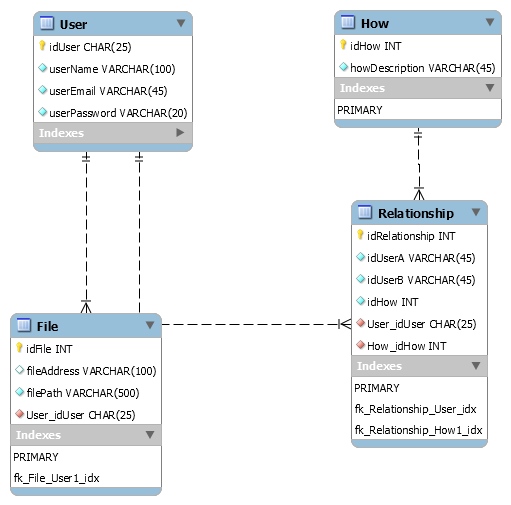 User
idUser CHAR(25)
userName VARCHAR(100)
userEmail VARCHAR(45)
userPassword VARCHAR(20)
Indexes
How
idHow INT
howDescription VARCHAR(45)
Indexes
PRIMARY
Relationship
idRelationship INT
idUserA VARCHAR(45)
idUserB VARCHAR(45)
idHow INT
User_idUser CHAR(25)
How_idHow INT
Indexes
PRIMARY
fk_Relationship_User_idx
fk_Relationship_How1_idx
File
idFile INT
fileAddress VARCHAR(100)
filePath VARCHAR(500)
User_idUser CHAR(25)
Indexes
PRIMARY
fk_File_User1_idx